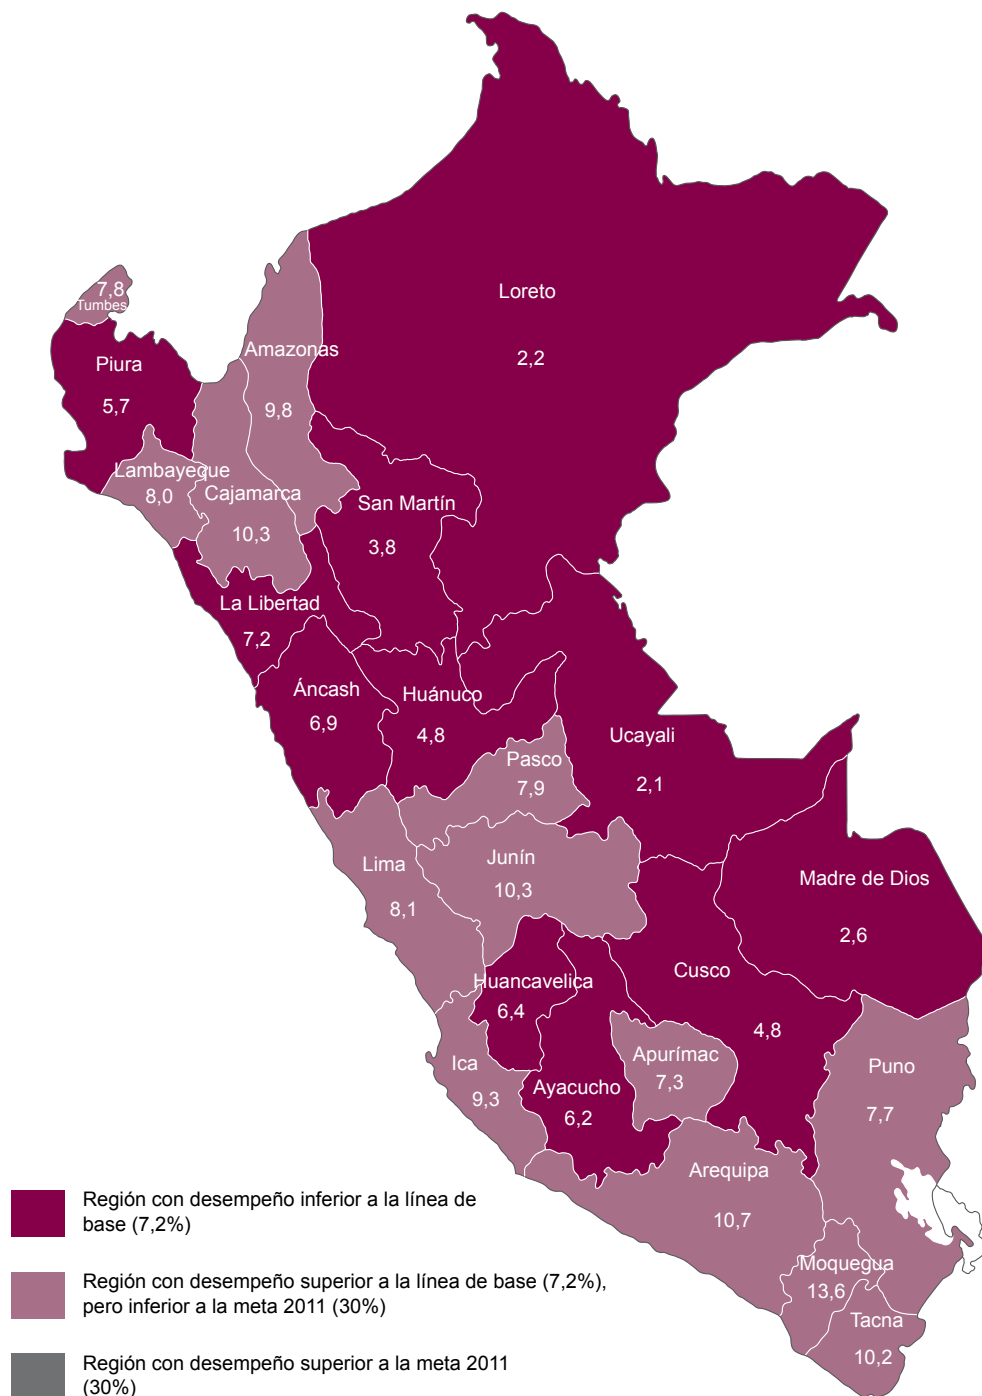 Loreto
2,2
7,8
Tumbes
Amazonas
9,8
Piura
5,7
Lambayeque
8,0
Cajamarca
10,3
San Martín
3,8
La Libertad
7,2
Áncash
6,9
Huánuco
4,8
Ucayali
2,1
Pasco
7,9
Lima
8,1
Junín
10,3
Madre de Dios
2,6
Huancavelica
6,4
Cusco
4,8
Ica
9,3
Ayacucho
6,2
Apurímac
7,3
Puno
7,7
Arequipa
10,7
Moquegua
13,6
Tacna
10,2
Región con desempeño inferior a la línea de
base (7,2%)
Región con desempeño superior a la línea de base (7,2%),
pero inferior a la meta 2011 (30%)
Región con desempeño superior a la meta 2011
(30%)